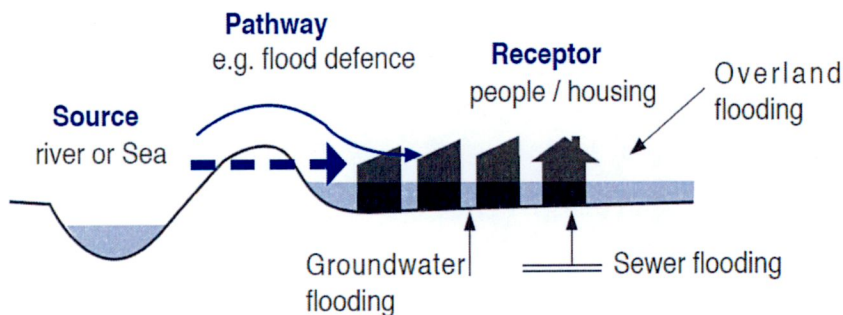 Pathway
e.g. flood defence
Receptor
people / housing
Overland
flooding
Source
river or Sea
Groundwater
flooding
Sewer flooding